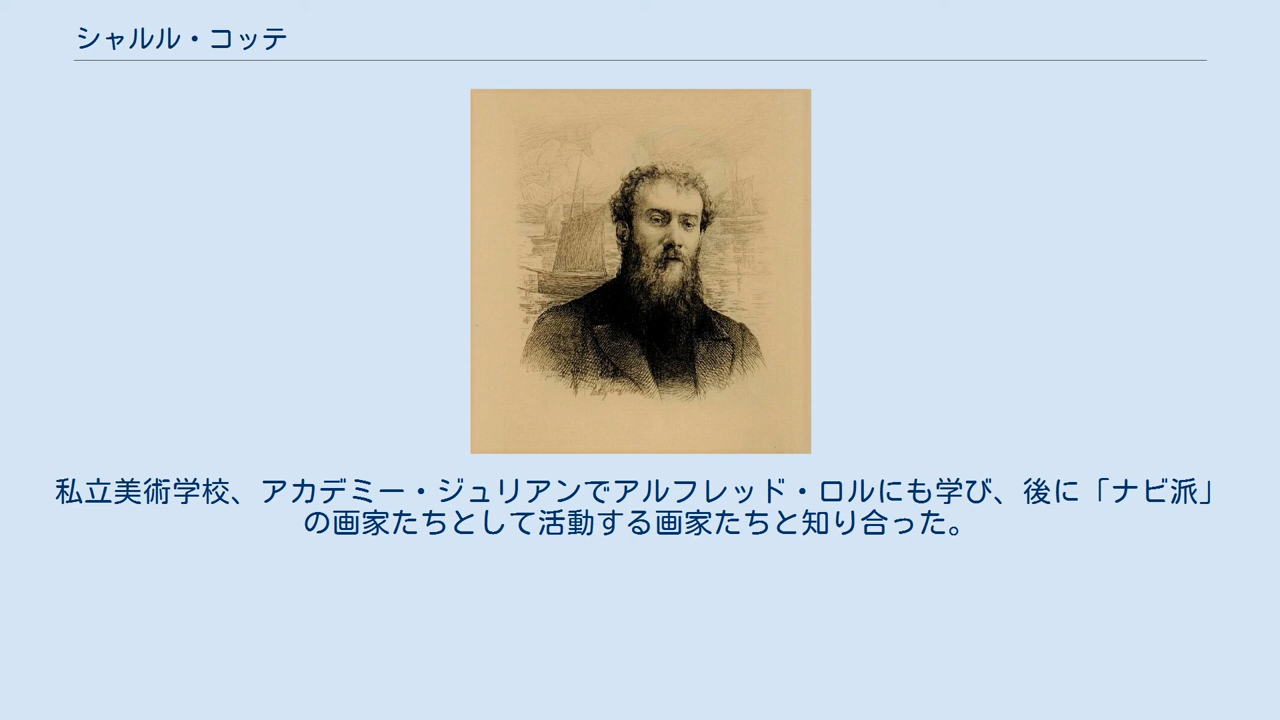 シャルル・コッテ
私立美術学校、アカデミー・ジュリアンでアルフレッド・ロルにも学び、後に「ナビ派」
の画家たちとして活動する画家たちと知り合った。